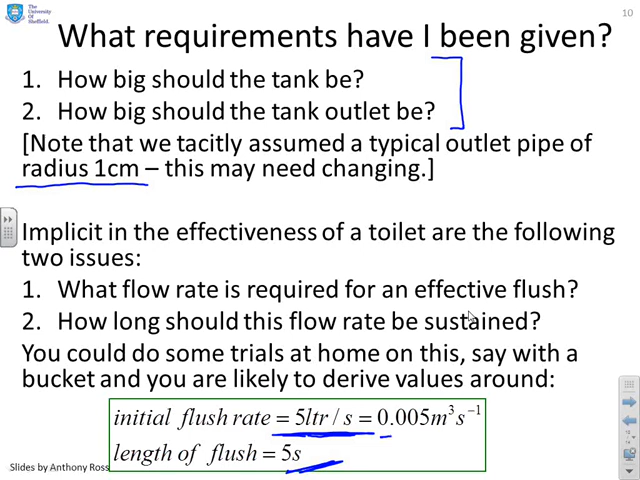 The
University
Of
Sheffield.
10
What requirements have I been given?
1. How big should the tank be?
2. How big should the tank outlet be?
[Note that we tacitly assumed a typical outlet pipe of
radius 1cm – this may need changing.]
Implicit in the effectiveness of a toilet are the following
two issues:
1. What flow rate is required for an effective flush?
2. How long should this flow rate be sustained?
You could do some trials at home on this, say with a
bucket and you are likely to derive values around:
initial flush rate = 5ltr / s = 0.005m³s⁻¹
length of flush = 5s
Slides by Anthony Ross